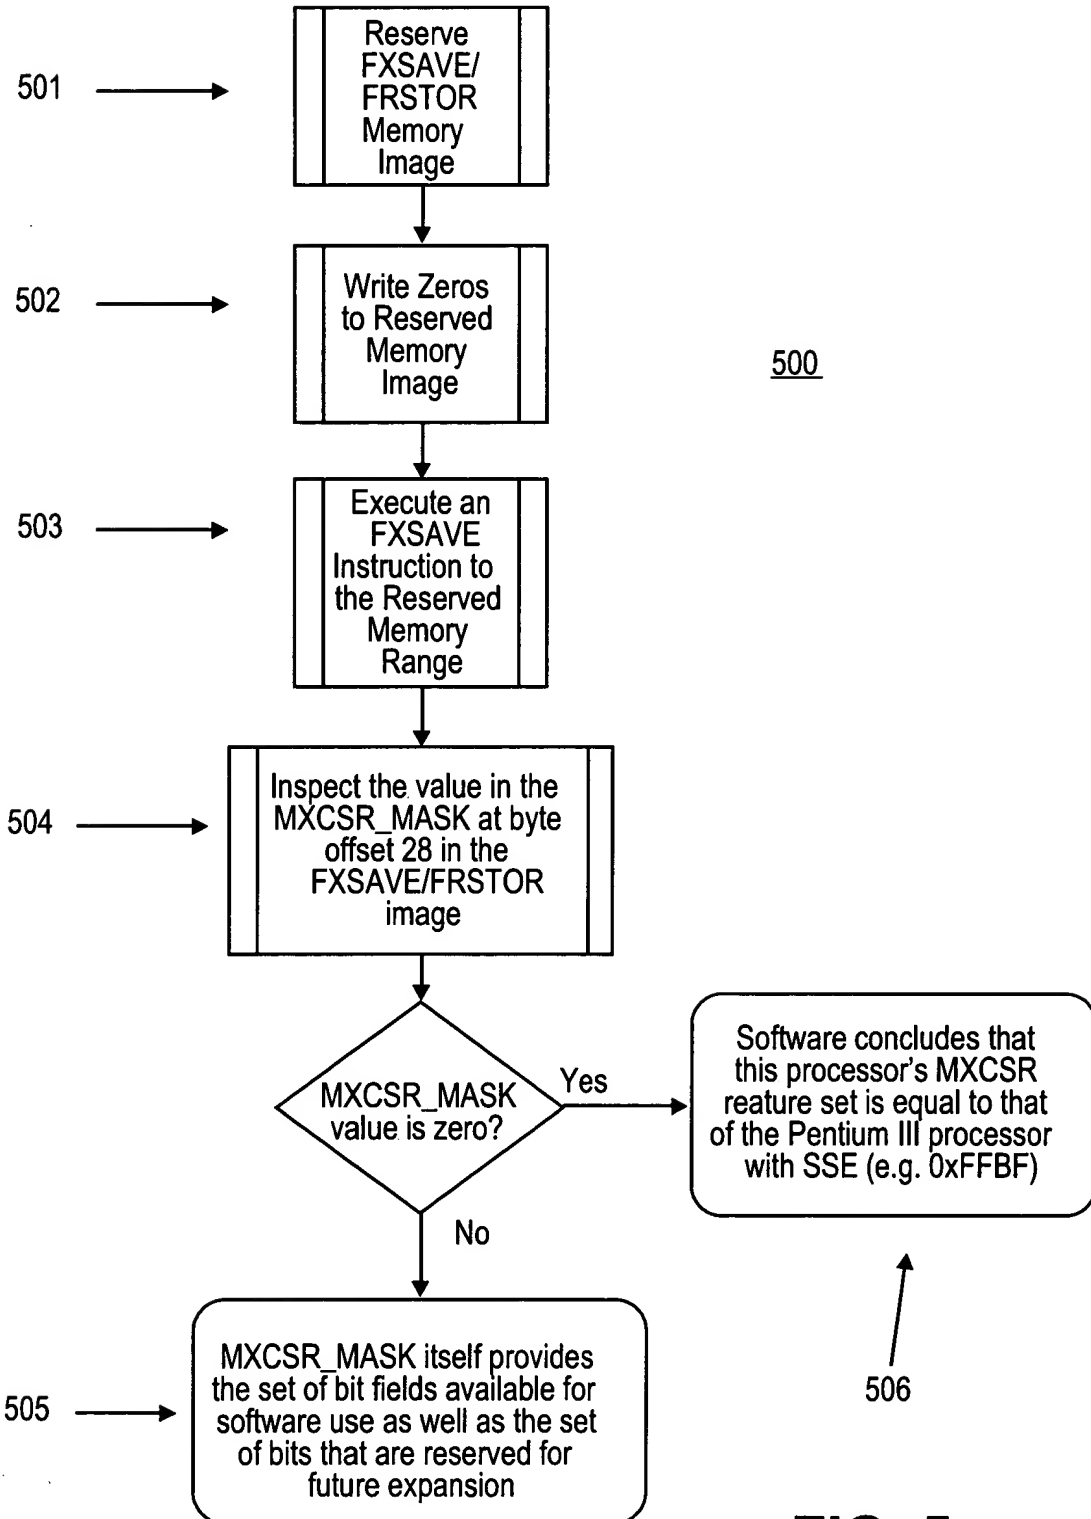 501
Reserve
FXSAVE/
FRSTOR
Memory
Image
502
Write Zeros
to Reserved
Memory
Image
500
503
Execute an
FXSAVE
Instruction to
the Reserved
Memory
Range
504
Inspect the value in the
MXCSR_MASK at byte
offset 28 in the
FXSAVE/FRSTOR
image
MXCSR_MASK
value is zero?
Yes
Software concludes that
this processor's MXCSR
reature set is equal to that
of the Pentium III processor
with SSE (e.g. 0xFFBF)
No
506
505
MXCSR_MASK itself provides
the set of bit fields available for
software use as well as the set
of bits that are reserved for
future expansion